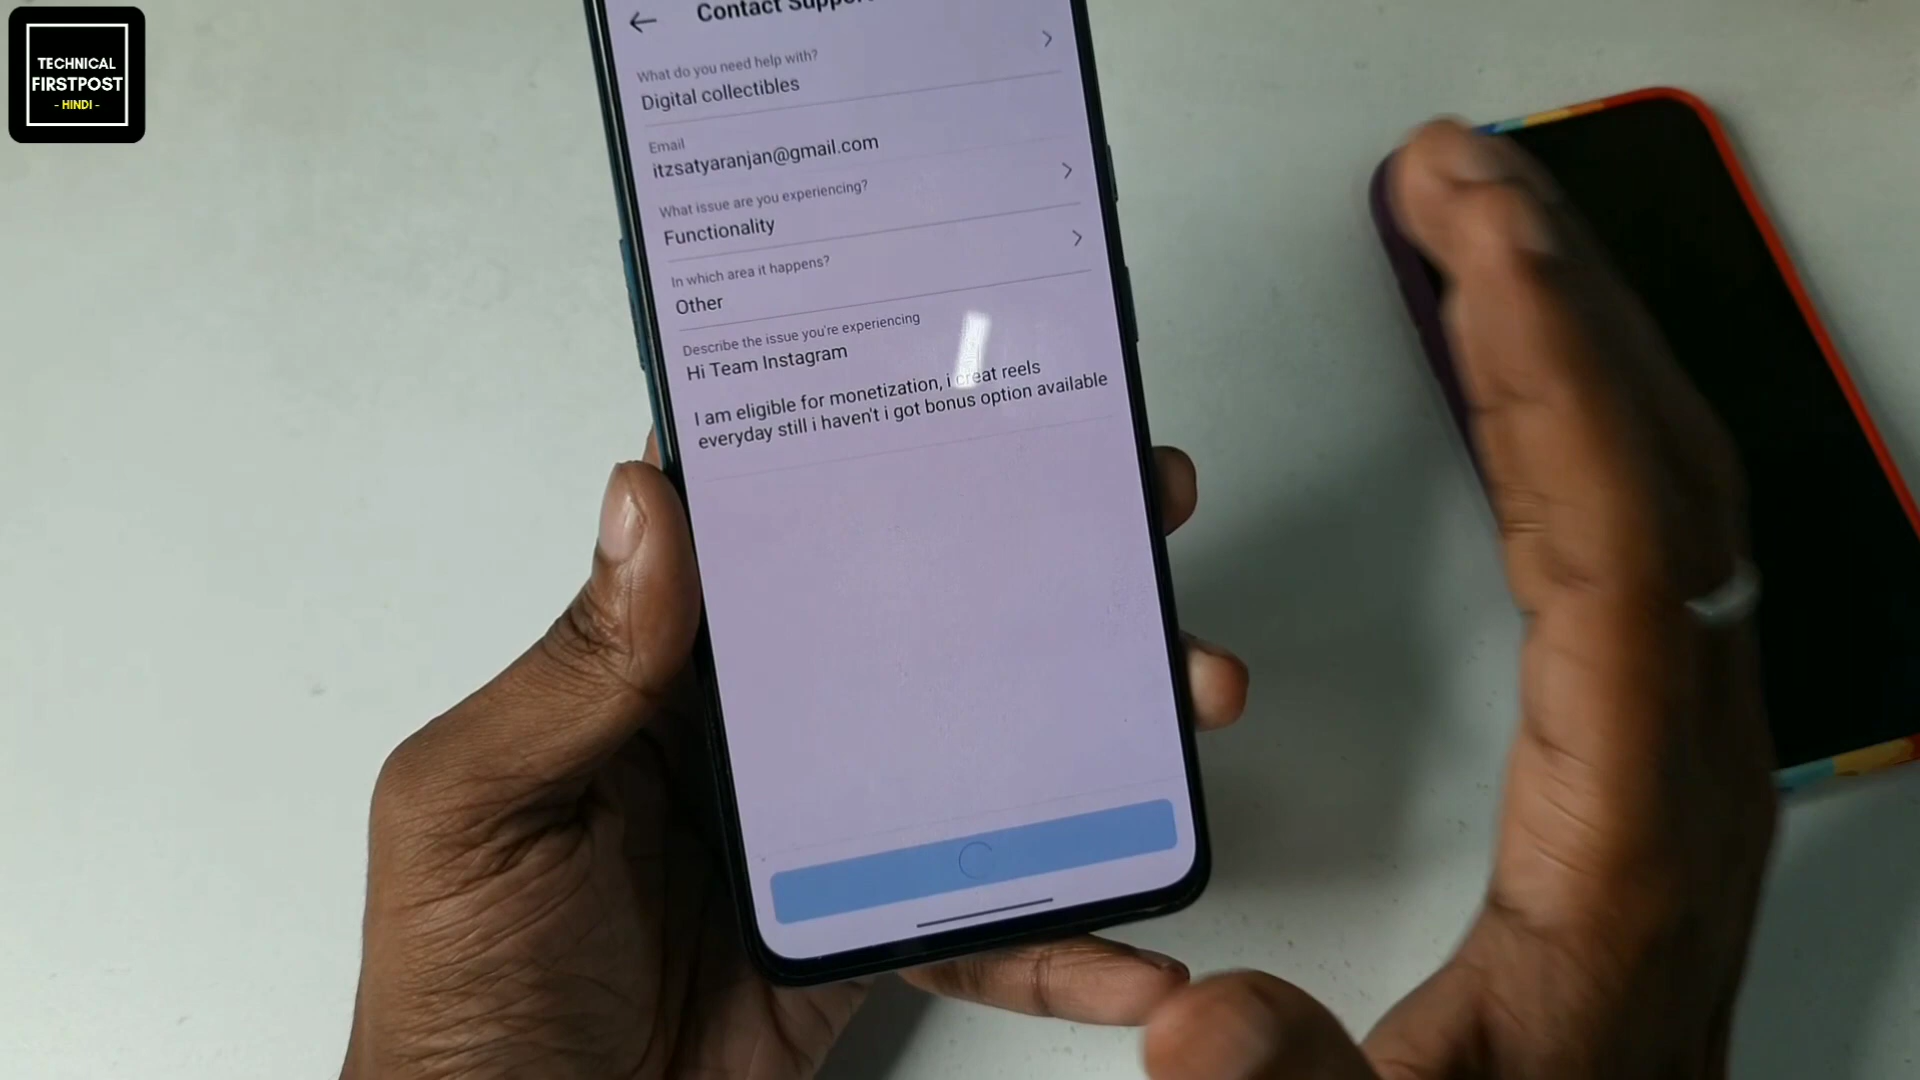 TECHNICAL
FIRSTPOST
- HINDI -
Contact Support
What do you need help with?
Digital collectibles
Email
itzsatyaranjan@gmail.com
What issue are you experiencing?
Functionality
In which area it happens?
Other
Describe the issue you're experiencing
Hi Team Instagram
I am eligible for monetization, i creat reels
everyday still i haven't i got bonus option available